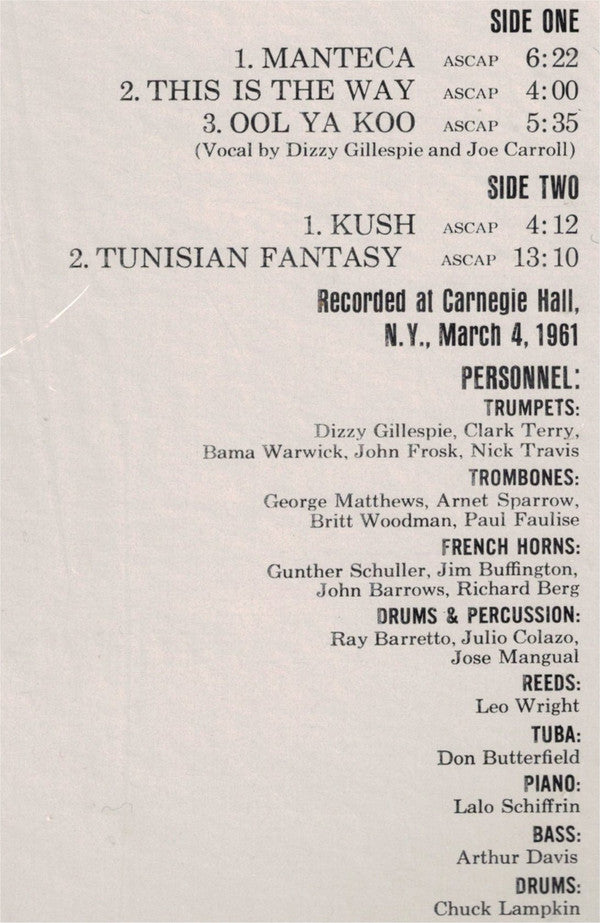 SIDE ONE
1. MANTECA ASCAP 6:22
2. THIS IS THE WAY ASCAP 4:00
3. OOL YA KOO ASCAP 5:35
(Vocal by Dizzy Gillespie and Joe Carroll)
SIDE TWO
1. KUSH ASCAP 4:12
2. TUNISIAN FANTASY ASCAP 13:10
Recorded at Carnegie Hall,
N.Y., March 4, 1961
PERSONNEL:
TRUMPETS:
Dizzy Gillespie, Clark Terry,
Bama Warwick, John Frosk, Nick Travis
TROMBONES:
George Matthews, Arnet Sparrow,
Britt Woodman, Paul Faulise
FRENCH HORNS:
Gunther Schuller, Jim Buffington,
John Barrows, Richard Berg
DRUMS & PERCUSSION:
Ray Barretto, Julio Colazo,
Jose Mangual
REEDS:
Leo Wright
TUBA:
Don Butterfield
PIANO:
Lalo Schiffrin
BASS:
Arthur Davis
DRUMS:
Chuck Lampkin